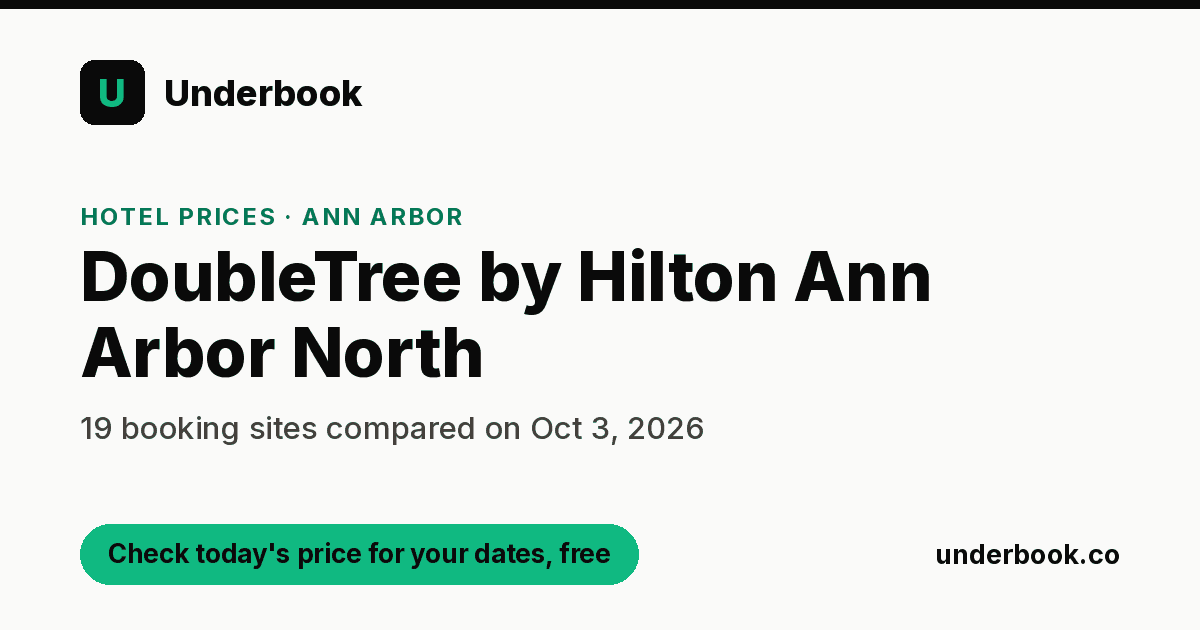 U Underbook
HOTEL PRICES · ANN ARBOR
DoubleTree by Hilton Ann
Arbor North
19 booking sites compared on Oct 3, 2026
Check today's price for your dates, free
underbook.co